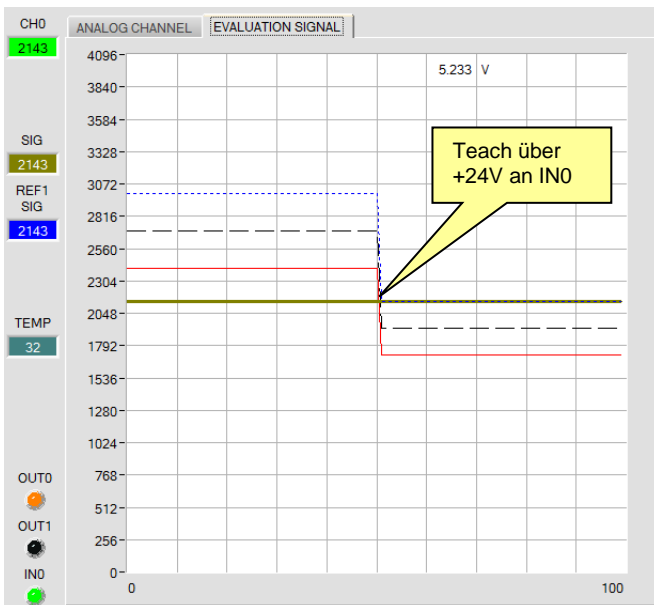 CH0
2143
SIG
2143
REF1
SIG
2143
TEMP
32
OUT0
OUT1
IN0
ANALOG CHANNEL
EVALUATION SIGNAL
5.233 V
Teach über
+24V an IN0
4096
3840
3584
3328
3072
2816
2560
2304
2048
1792
1536
1280
1024
768
512
256
0
0 100